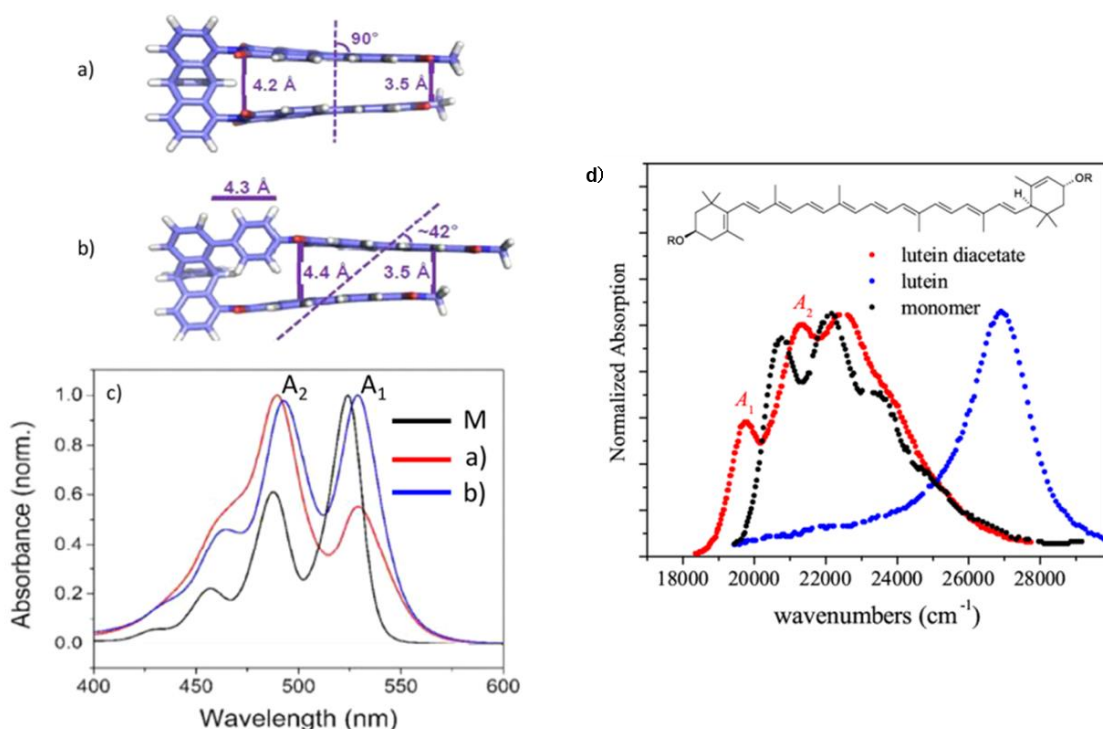 a)
90°
4.2 Å
3.5 Å
4.3 Å
b)
~42°
4.4 Å
3.5 Å
c)
A2
A1
M
a)
b)
1.0
0.8
0.6
0.4
0.2
0.0
Absorbance (norm.)
400
450
500
550
600
Wavelength (nm)
d)
OR
H
RO
lutein diacetate
lutein
monomer
A1
A2
Normalized Absorption
18000
20000
22000
24000
26000
28000
wavenumbers (cm⁻¹)